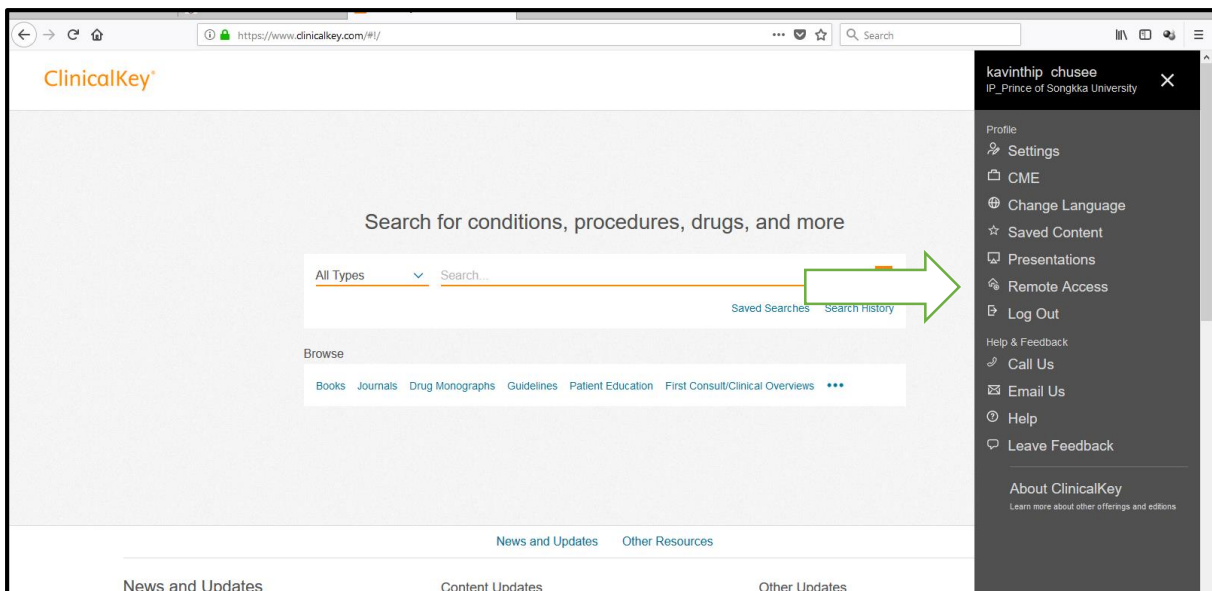 https://www.clinicalkey.com/#!/
Search
ClinicalKey®
kavinthip chusee
IP_Prince of Songkka University
Profile
Settings
CME
Change Language
Saved Content
Presentations
Remote Access
Log Out
Help & Feedback
Call Us
Email Us
Help
Leave Feedback
About ClinicalKey
Learn more about other offerings and editions
Search for conditions, procedures, drugs, and more
All Types Search...
Saved Searches Search History
Browse
Books Journals Drug Monographs Guidelines Patient Education First Consult/Clinical Overviews •••
News and Updates Other Resources
News and Updates Content Updates Other Updates